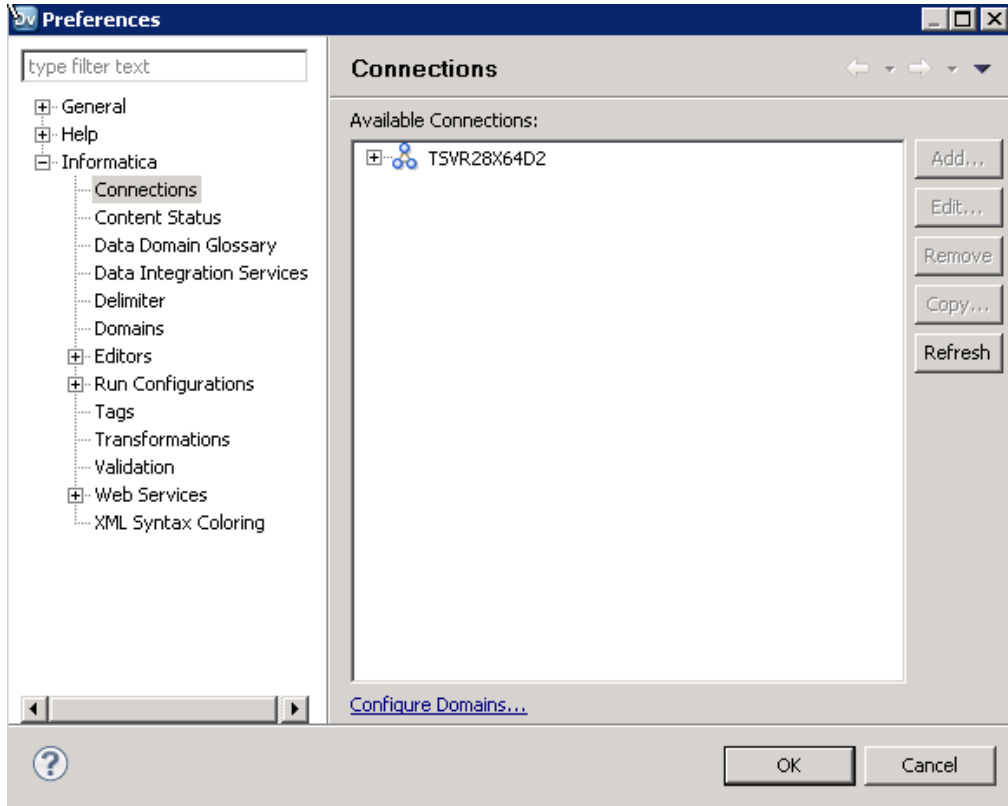 Dv Preferences
type filter text
General
Help
Informatica
Connections
Content Status
Data Domain Glossary
Data Integration Services
Delimiter
Domains
Editors
Run Configurations
Tags
Transformations
Validation
Web Services
XML Syntax Coloring
Connections
Available Connections:
TSVR28X64D2
Add...
Edit...
Remove
Copy...
Refresh
Configure Domains...
?
OK
Cancel